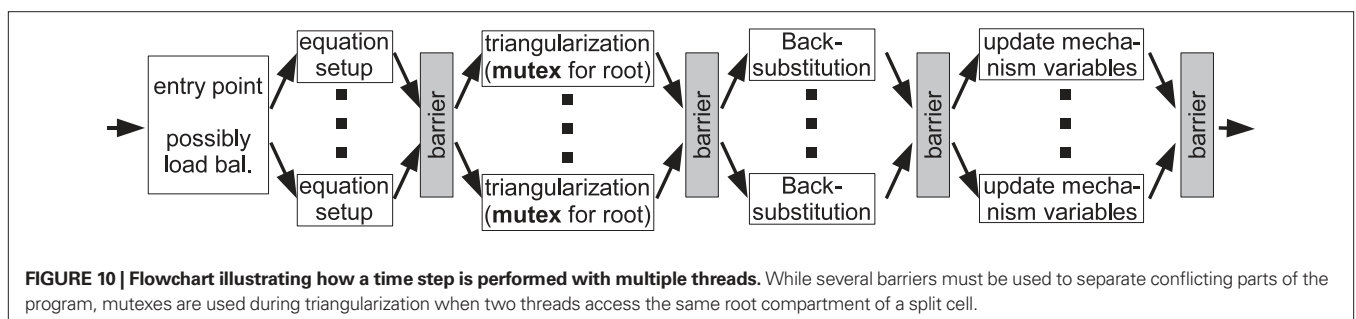 entry point
possibly
load bal.
equation
setup
equation
setup
barrier
triangularization
(mutex for root)
triangularization
(mutex for root)
barrier
Back-
substitution
Back-
substitution
barrier
update mecha-
nism variables
update mecha-
nism variables
barrier
FIGURE 10 | Flowchart illustrating how a time step is performed with multiple threads. While several barriers must be used to separate conflicting parts of the
program, mutexes are used during triangularization when two threads access the same root compartment of a split cell.